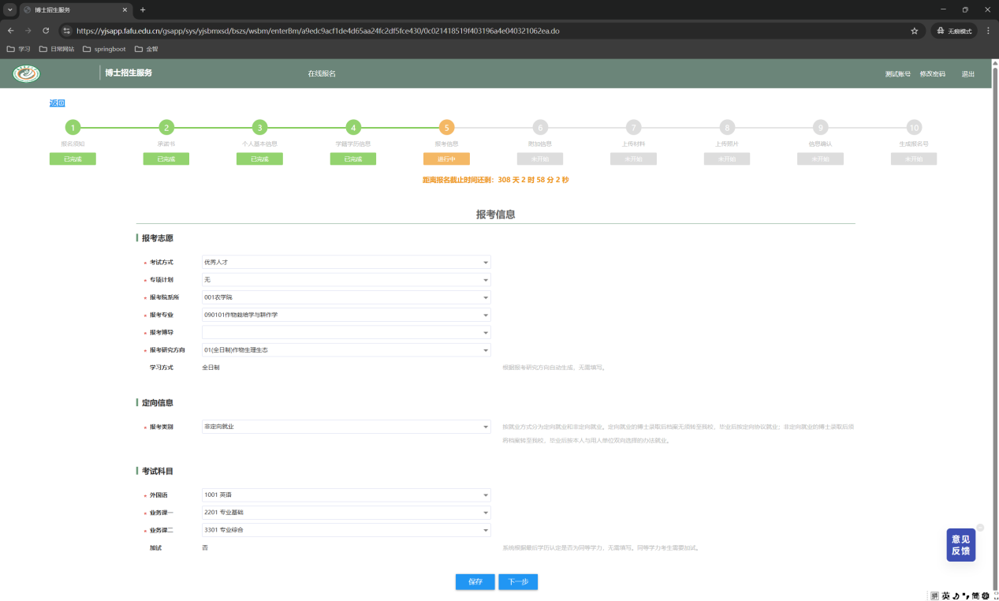 博士招生服务
https://yjsapp.fafu.edu.cn/gsapp/sys/yjsbmxsd/bszs/wsbm/enterBm/a9edc9acf1de4d65aa24fc2df5fce430/0c021418519f403196a4e040321062ea.do
无痕模式
学习 日常网站 springboot 金智
博士招生服务 在线报名 测试账号 修改密码 退出
返回
1 2 3 4 5 6 7 8 9 10
报名须知 承诺书 个人基本信息 学籍学历信息 报考信息 附加信息 上传材料 上传照片 信息确认 生成报名号
已完成 已完成 已完成 已完成 进行中 未开始 未开始 未开始 未开始 未开始
距离报名截止时间还剩：308 天 2 时 58 分 2 秒
报考信息
报考志愿
* 考试方式 优秀人才
* 专项计划 无
* 报考院系所 001农学院
* 报考专业 090101作物栽培学与耕作学
* 报考博导
* 报考研究方向 01(全日制)作物生理生态
学习方式 全日制 根据报考研究方向自动生成，无需填写。
定向信息
* 报考类别 非定向就业 按就业方式分为定向就业和非定向就业。定向就业的博士录取后档案无须转至我校，毕业后按定向协议就业；非定向就业的博士录取后须
将档案转至我校，毕业后按本人与用人单位双向选择的办法就业。
考试科目
* 外国语 1001 英语
* 业务课一 2201 专业基础
* 业务课二 3301 专业综合
加试 否 系统根据最后学历认定是否为同等学力，无需填写。同等学力考生需要加试。
意见
反馈
保存 下一步
拼 英 简